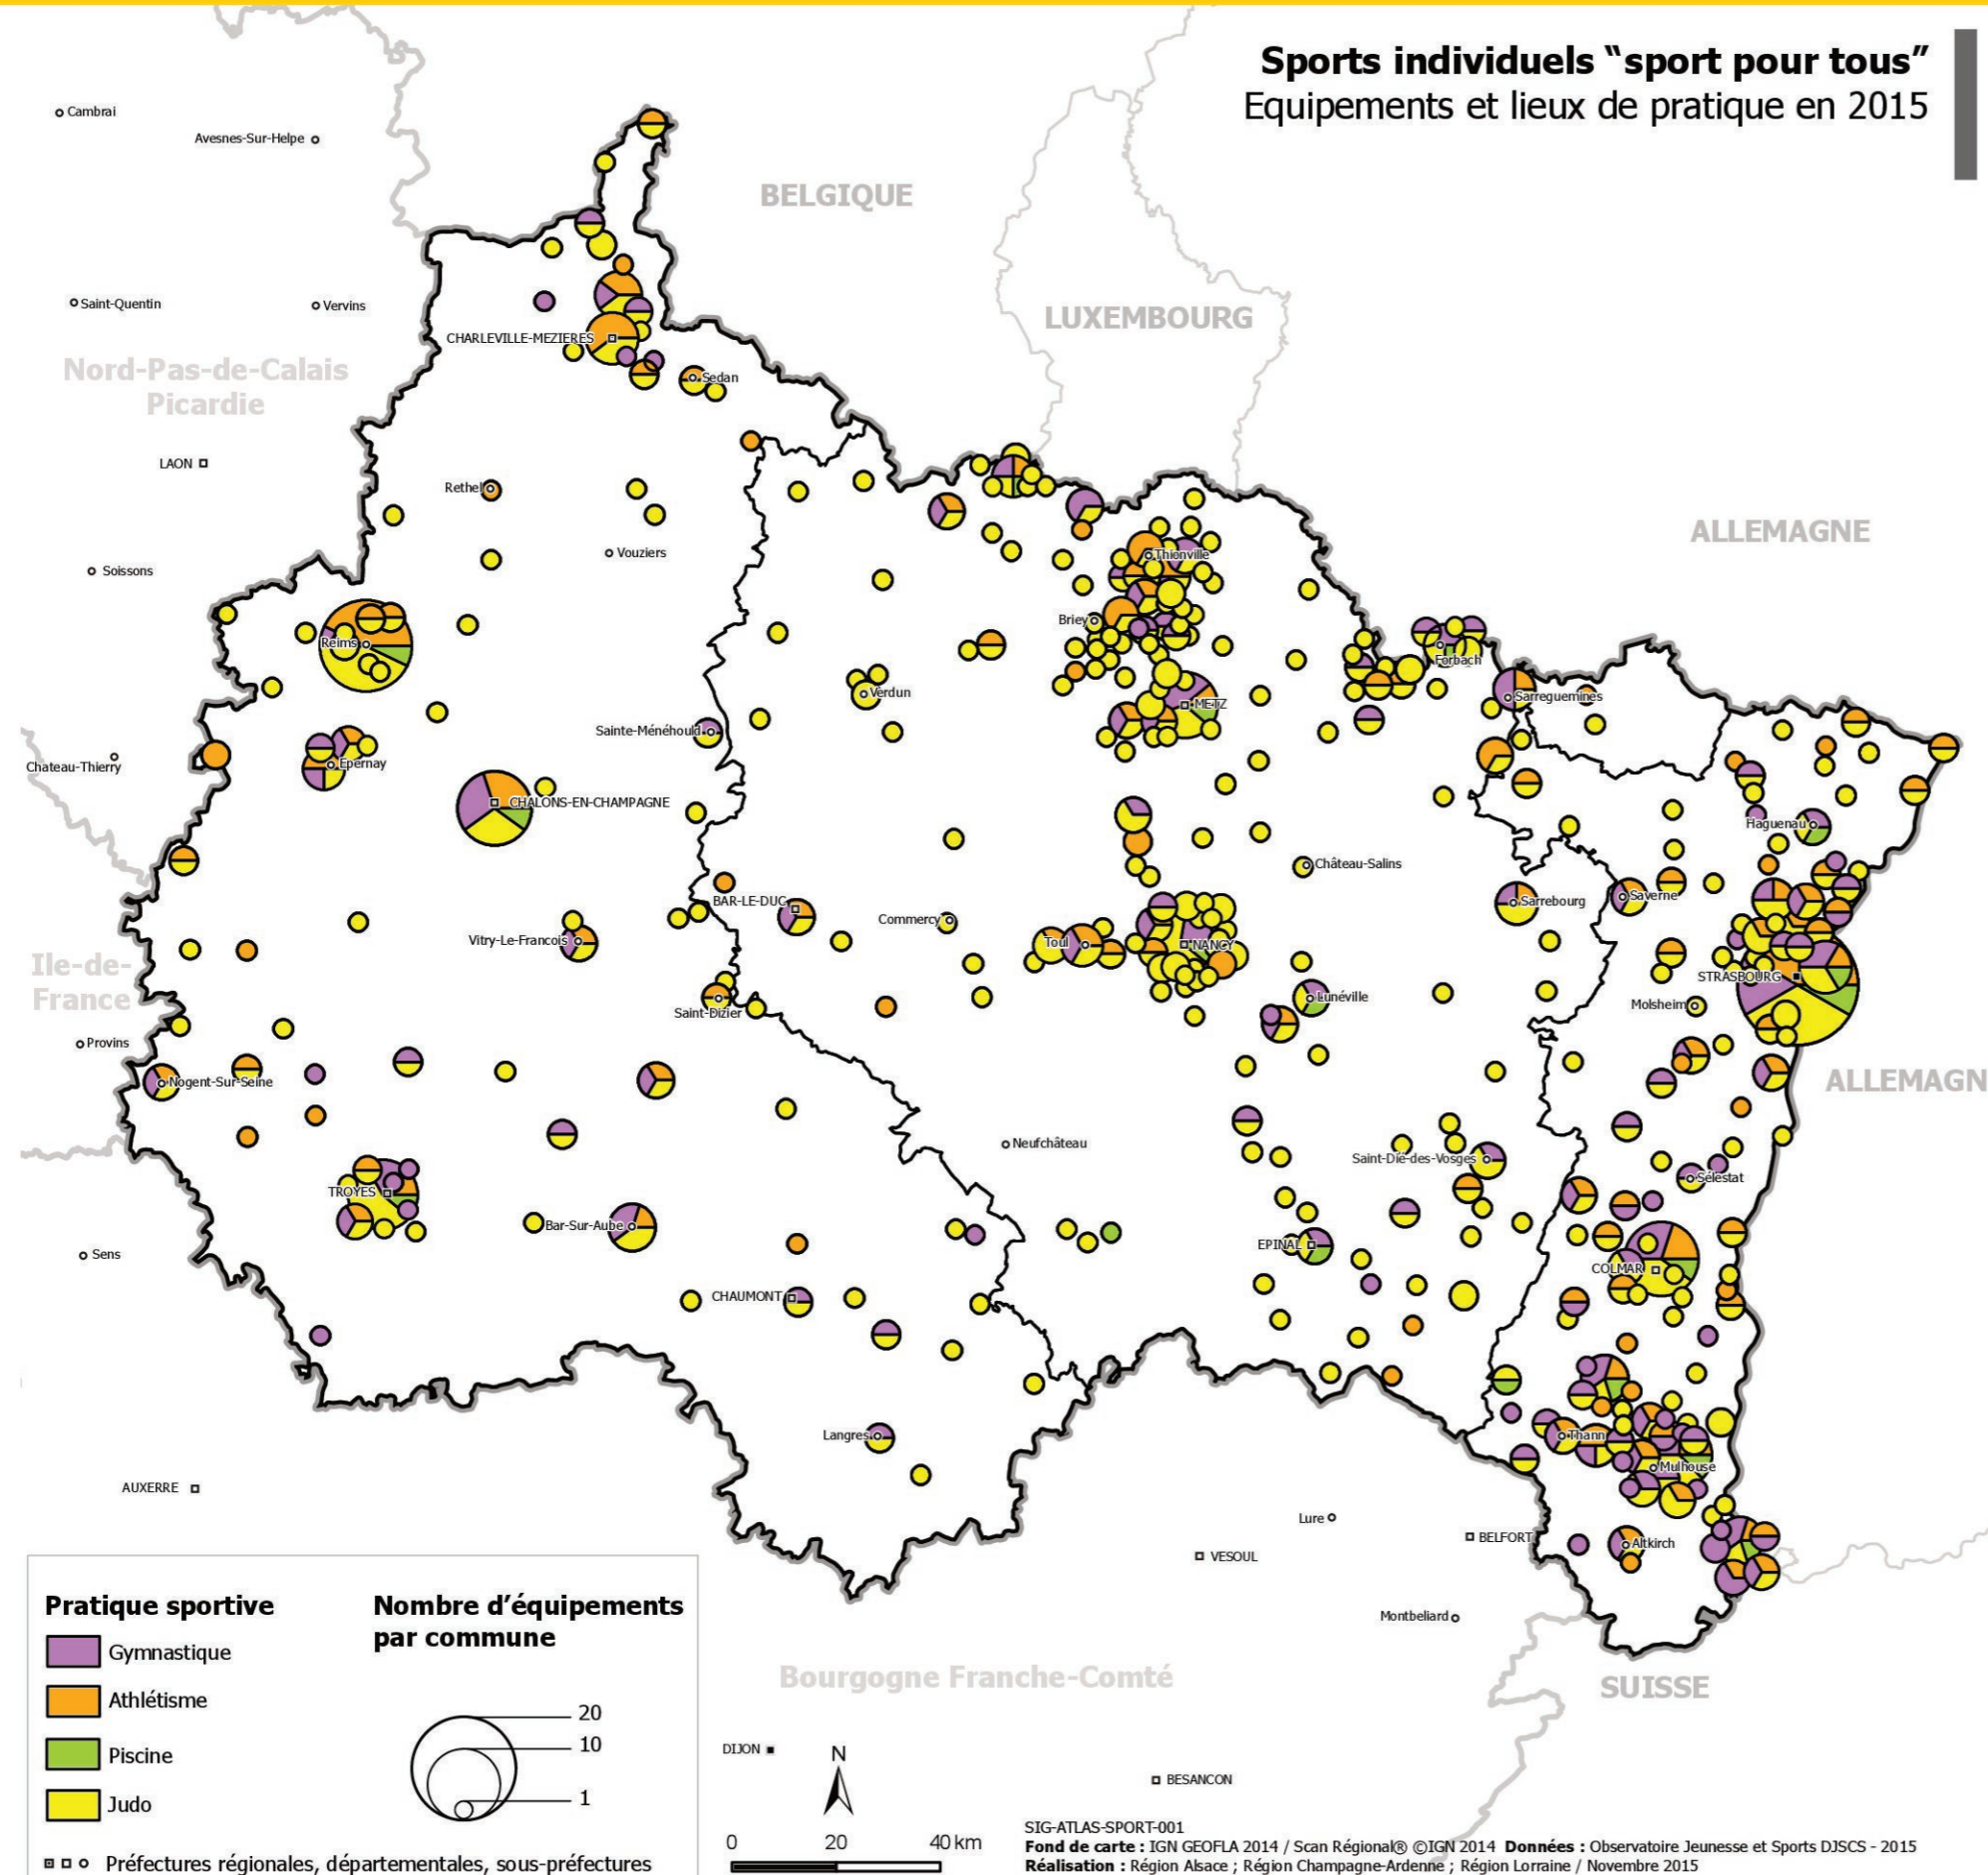 Sports individuels “sport pour tous”
Equipements et lieux de pratique en 2015
Cambrai
Avesnes-Sur-Helpe
BELGIQUE
Saint-Quentin
Vervins
LUXEMBOURG
CHARLEVILLE-MEZIERES
Nord-Pas-de-Calais
Picardie
Sedan
LAON
Rethel
ALLEMAGNE
Vouziers
Thionville
Soissons
Briey
Reims
Forbach
Verdun
Sarreguemines
METZ
Sainte-Ménéhould
Chateau-Thierry
Epernay
CHALONS-EN-CHAMPAGNE
Haguenau
Château-Salins
BAR-LE-DUC
Sarrebourg
Saverne
Commercy
Vitry-Le-Francois
Toul
NANCY
Ile-de-
France
STRASBOURG
Lunéville
Molsheim
Saint-Dizier
Provins
Nogent-Sur-Seine
ALLEMAGN
Neufchâteau
Saint-Dié-des-Vosges
Sélestat
TROYES
Bar-Sur-Aube
Sens
EPINAL
COLMAR
CHAUMONT
Langres
Thann
Mulhouse
AUXERRE
Lure
BELFORT
Altkirch
VESOUL
Montbeliard
Bourgogne Franche-Comté
SUISSE
DIJON
BESANCON
Pratique sportive
Gymnastique
Athlétisme
Piscine
Judo
Nombre d’équipements
par commune
20
10
1
Préfectures régionales, départementales, sous-préfectures
N
0 20 40 km
SIG-ATLAS-SPORT-001
Fond de carte : IGN GEOFLA 2014 / Scan Régional® ©IGN 2014 Données : Observatoire Jeunesse et Sports DJSCS - 2015
Réalisation : Région Alsace ; Région Champagne-Ardenne ; Région Lorraine / Novembre 2015